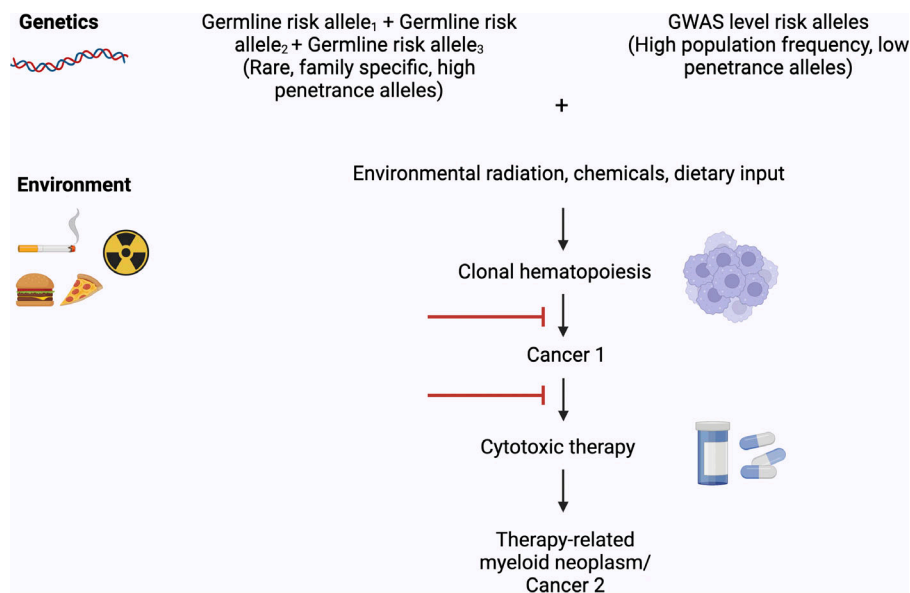 Genetics
Germline risk allele₁ + Germline risk
allele₂ + Germline risk allele₃
(Rare, family specific, high
penetrance alleles)
GWAS level risk alleles
(High population frequency, low
penetrance alleles)
+
Environment
Environmental radiation, chemicals, dietary input
Clonal hematopoiesis
Cancer 1
Cytotoxic therapy
Therapy-related
myeloid neoplasm/
Cancer 2